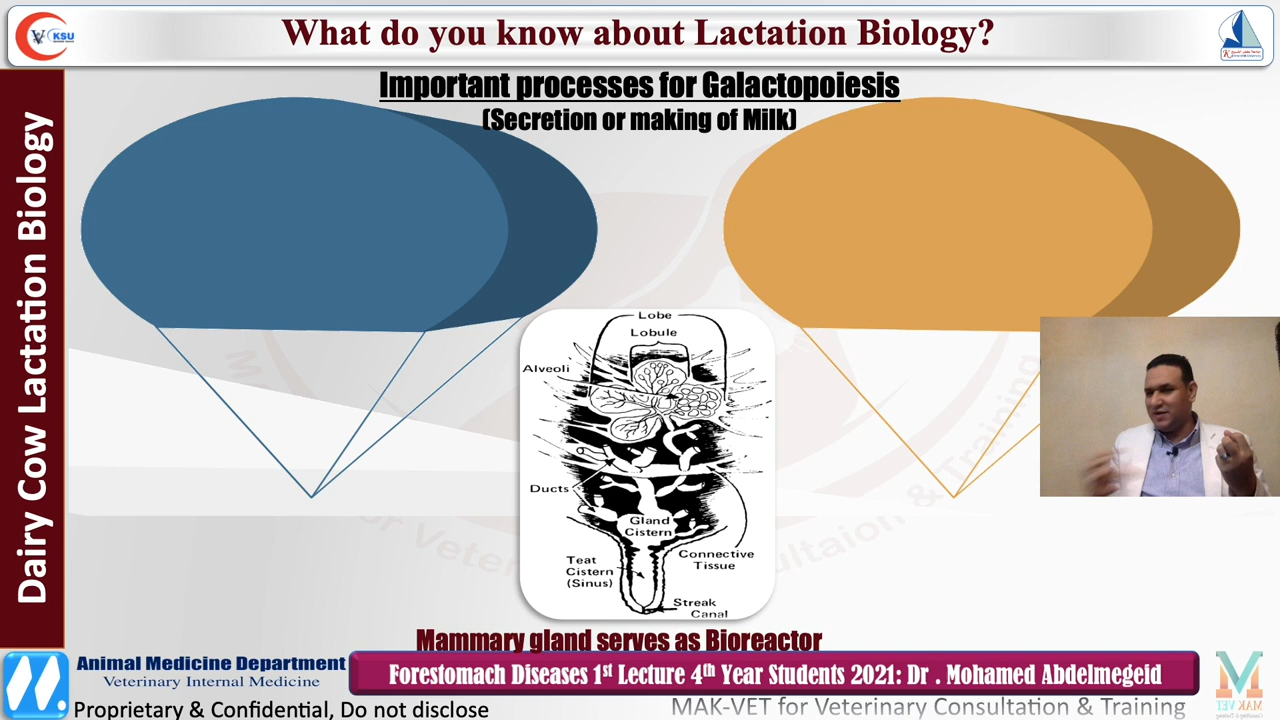 What do you know about Lactation Biology?
KSU
Important processes for Galactopoiesis
(Secretion or making of Milk)
Dairy Cow Lactation Biology
Lobe
Lobule
Alveoli
Ducts
Gland
Cistern
Teat
Cistern
(Sinus)
Connective
Tissue
Streak
Canal
Mammary gland serves as Bioreactor
Animal Medicine Department
Veterinary Internal Medicine
Forestomach Diseases 1st Lecture 4th Year Students 2021: Dr . Mohamed Abdelmegeid
Proprietary & Confidential, Do not disclose
MAK-VET for Veterinary Consultation & Training
MAK VET